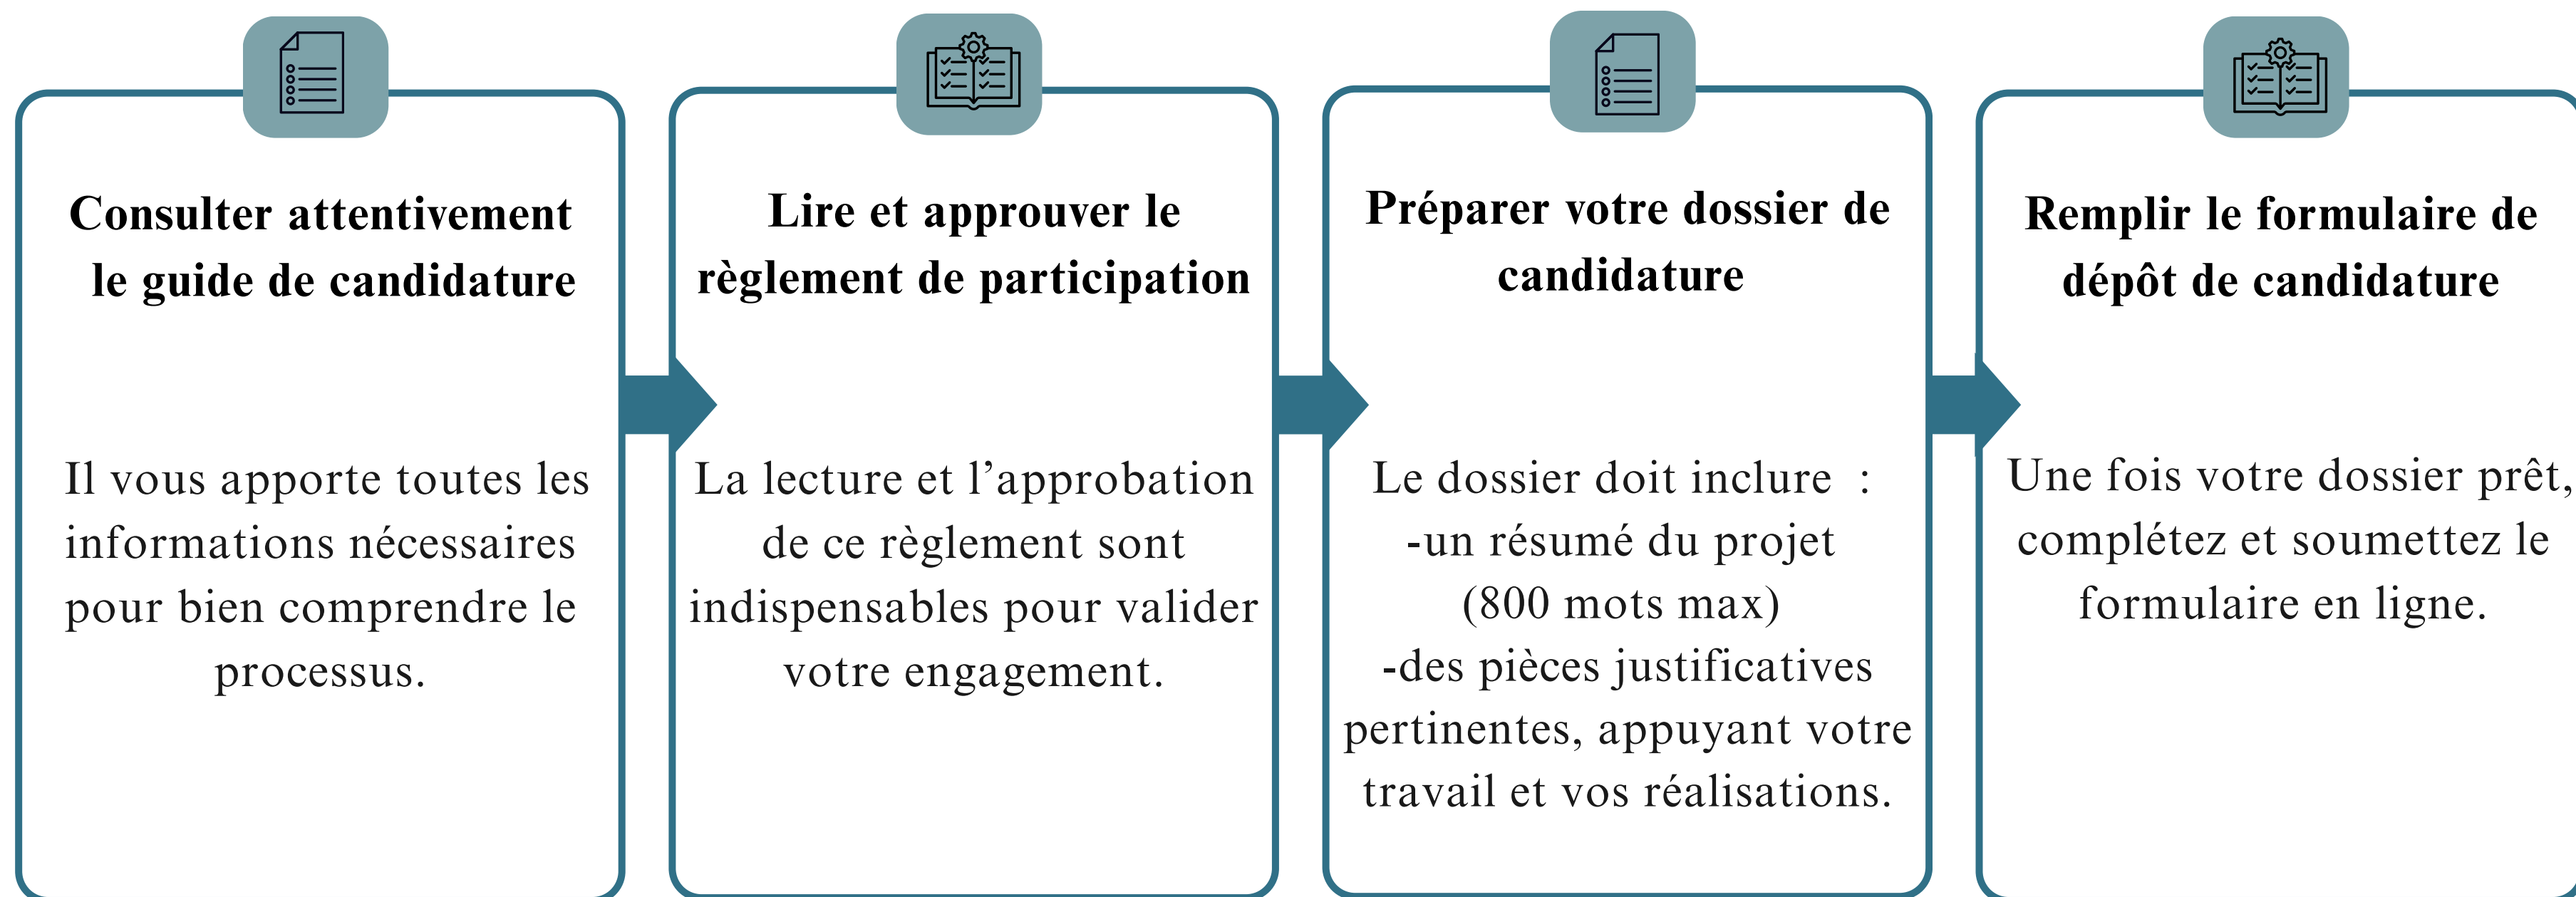 Consulter attentivement
le guide de candidature
Il vous apporte toutes les
informations nécessaires
pour bien comprendre le
processus.
Lire et approuver le
règlement de participation
La lecture et l’approbation
de ce règlement sont
indispensables pour valider
votre engagement.
Préparer votre dossier de
candidature
Le dossier doit inclure :
-un résumé du projet
(800 mots max)
-des pièces justificatives
pertinentes, appuyant votre
travail et vos réalisations.
Remplir le formulaire de
dépôt de candidature
Une fois votre dossier prêt,
complétez et soumettez le
formulaire en ligne.